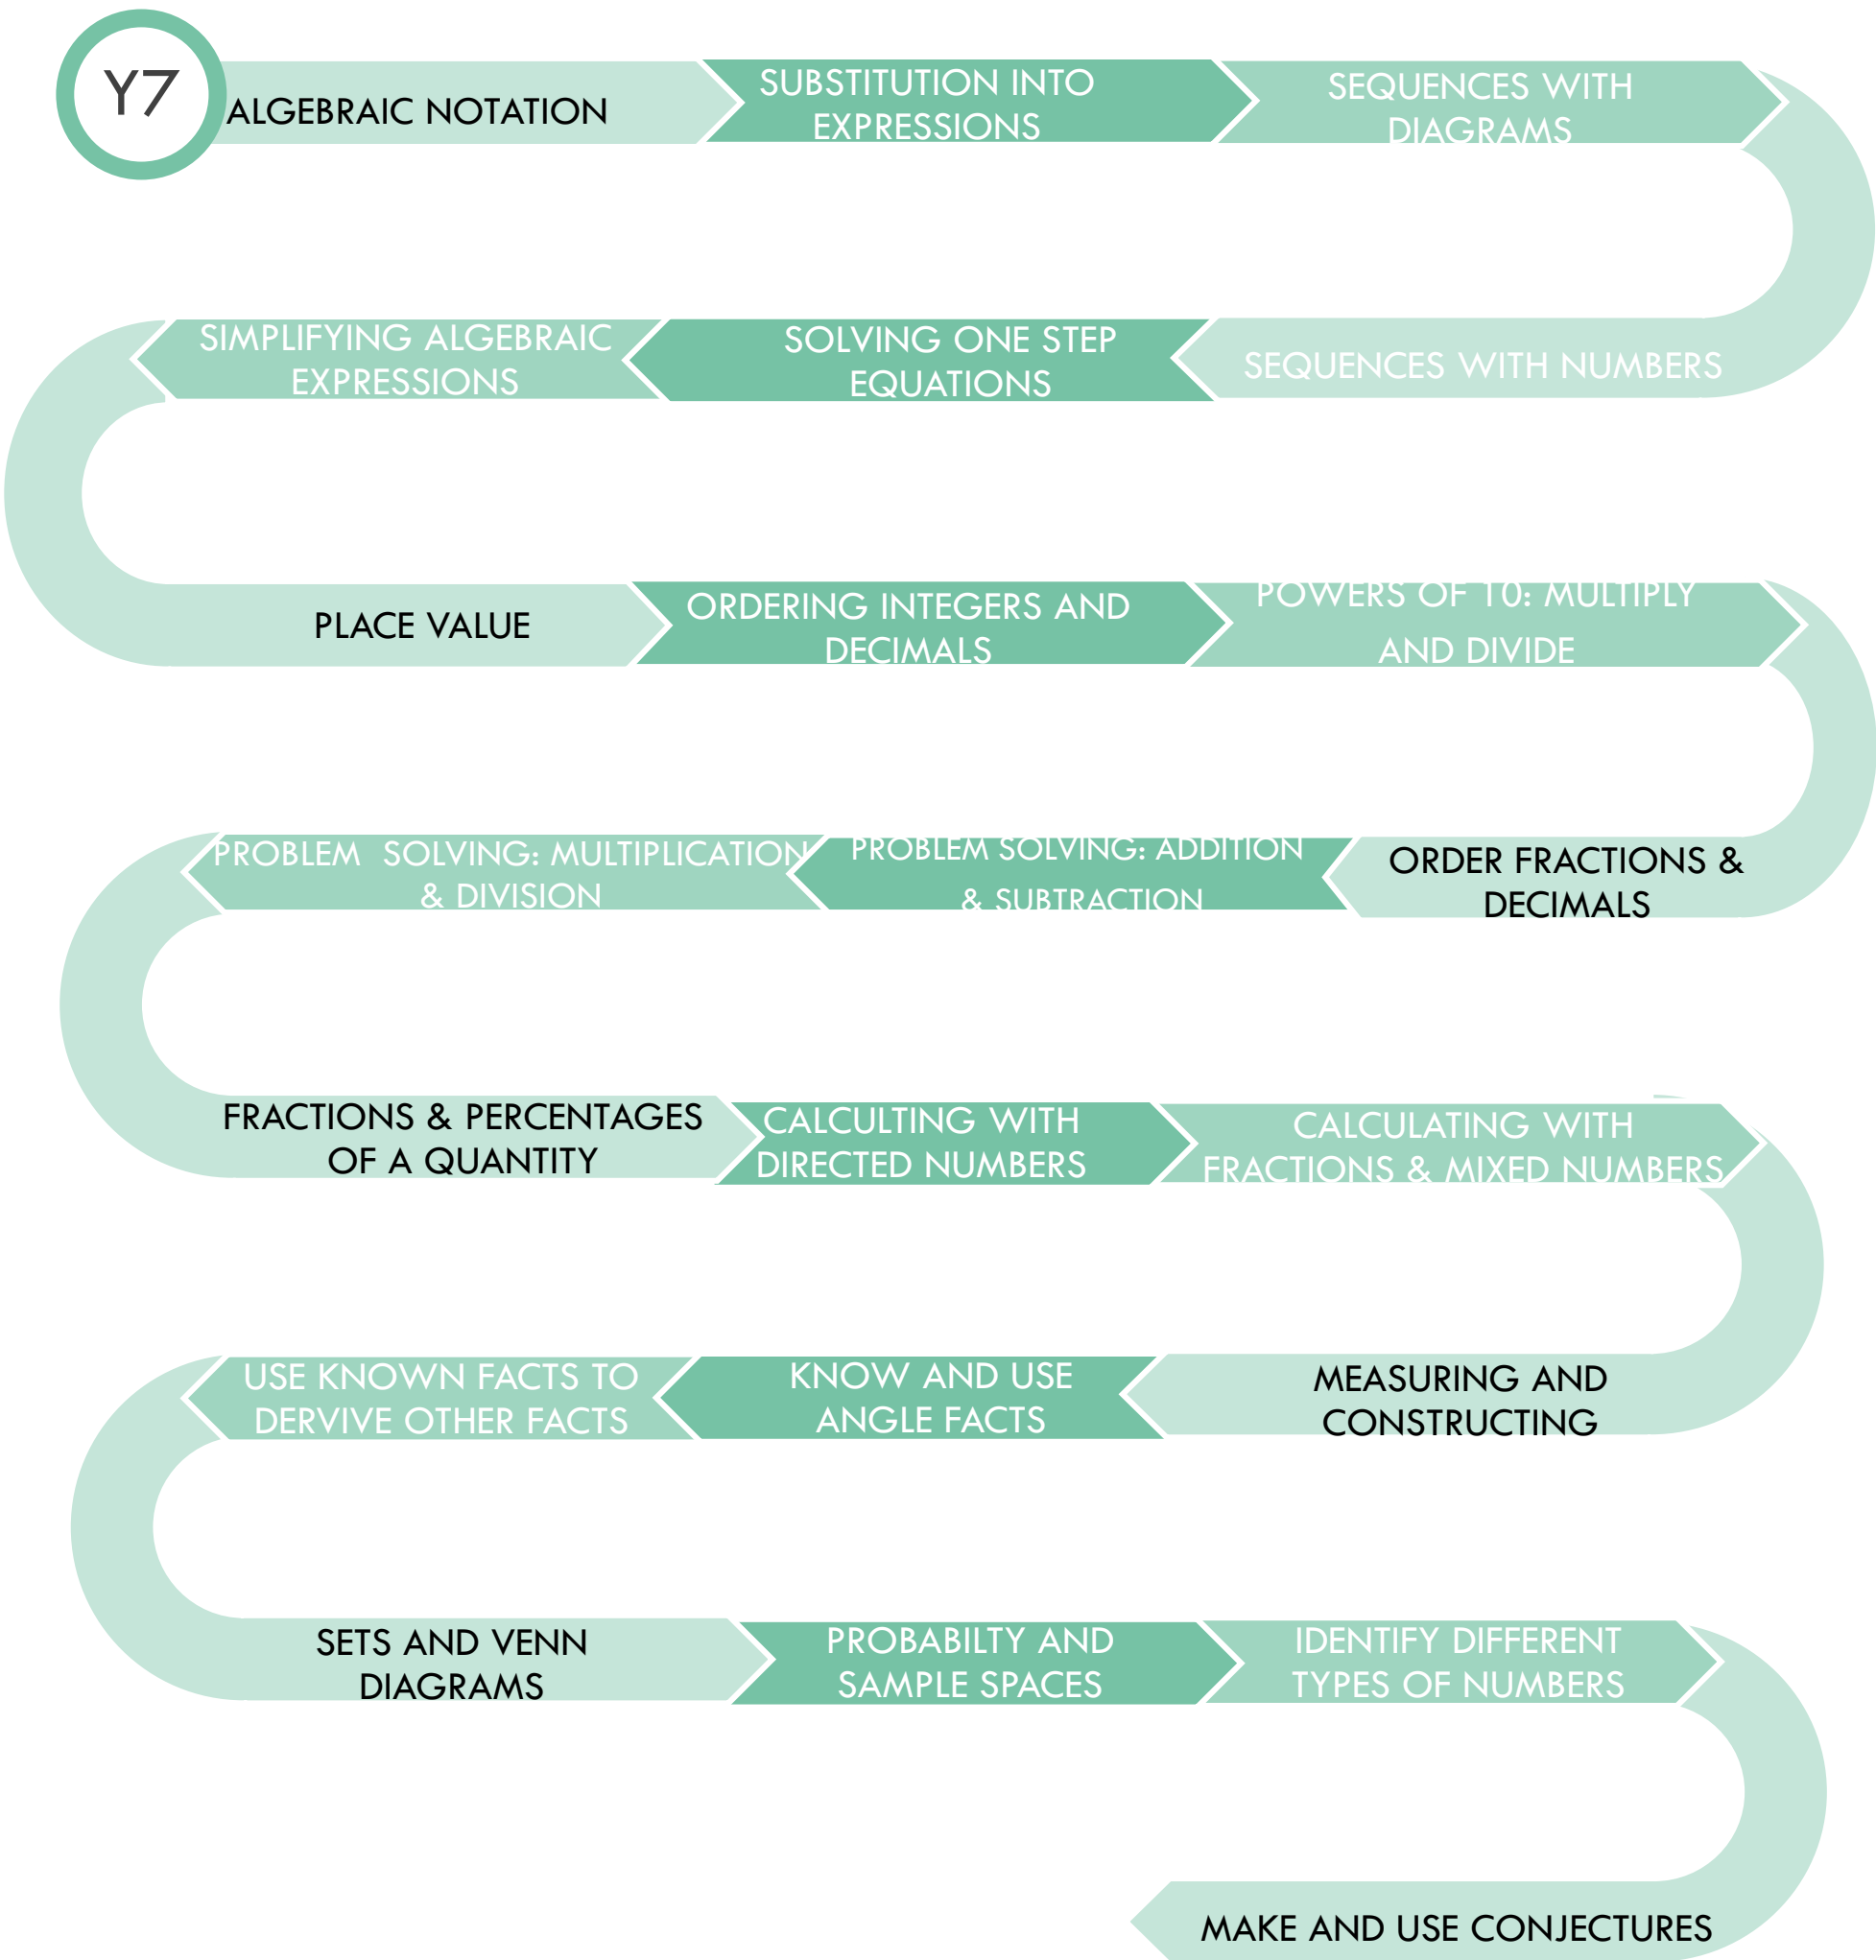 Y7
ALGEBRAIC NOTATION
SUBSTITUTION INTO
EXPRESSIONS
SEQUENCES WITH
DIAGRAMS
SEQUENCES WITH NUMBERS
SOLVING ONE STEP
EQUATIONS
SIMPLIFYING ALGEBRAIC
EXPRESSIONS
PLACE VALUE
ORDERING INTEGERS AND
DECIMALS
POWERS OF 10: MULTIPLY
AND DIVIDE
ORDER FRACTIONS &
DECIMALS
PROBLEM SOLVING: ADDITION
& SUBTRACTION
PROBLEM SOLVING: MULTIPLICATION
& DIVISION
FRACTIONS & PERCENTAGES
OF A QUANTITY
CALCULTING WITH
DIRECTED NUMBERS
CALCULATING WITH
FRACTIONS & MIXED NUMBERS
MEASURING AND
CONSTRUCTING
KNOW AND USE
ANGLE FACTS
USE KNOWN FACTS TO
DERVIVE OTHER FACTS
SETS AND VENN
DIAGRAMS
PROBABILTY AND
SAMPLE SPACES
IDENTIFY DIFFERENT
TYPES OF NUMBERS
MAKE AND USE CONJECTURES